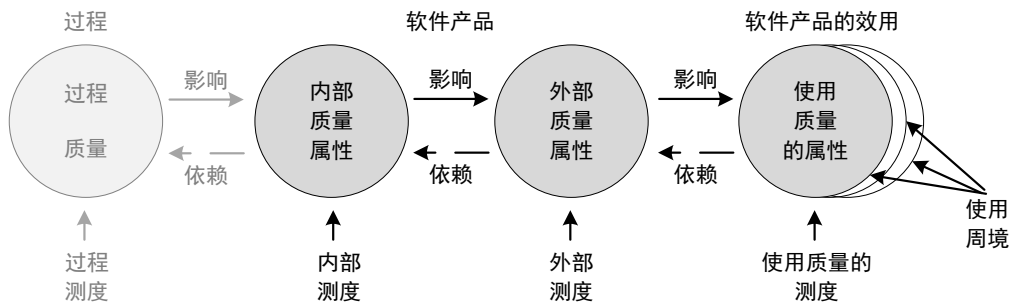 过程
软件产品
软件产品的效用
过程
质量
影响
依赖
内部
质量
属性
影响
依赖
外部
质量
属性
影响
依赖
使用
质量
的属性
使用
周境
过程
测度
内部
测度
外部
测度
使用质量的
测度